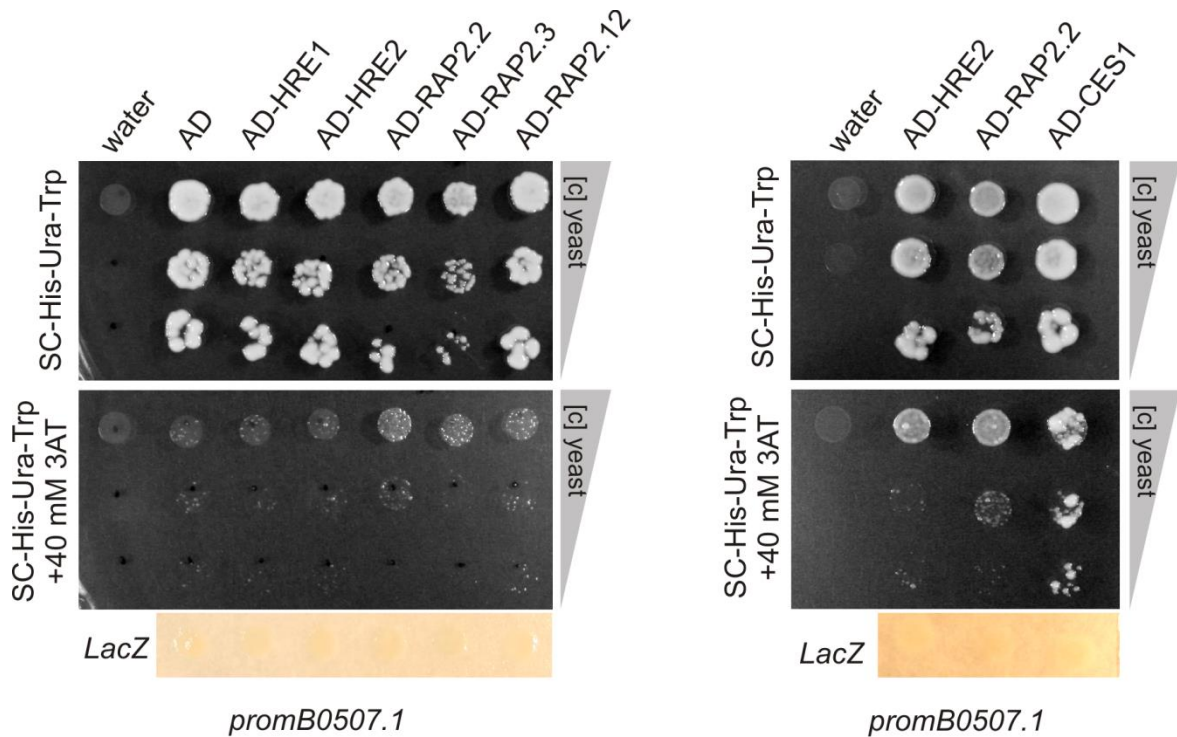 water
AD
AD-HRE1
AD-HRE2
AD-RAP2.2
AD-RAP2.3
AD-RAP2.12
SC-His-Ura-Trp
[c] yeast
SC-His-Ura-Trp
+40 mM 3AT
[c] yeast
LacZ
promB0507.1
water
AD-HRE2
AD-RAP2.2
AD-CES1
SC-His-Ura-Trp
[c] yeast
SC-His-Ura-Trp
+40 mM 3AT
[c] yeast
LacZ
promB0507.1